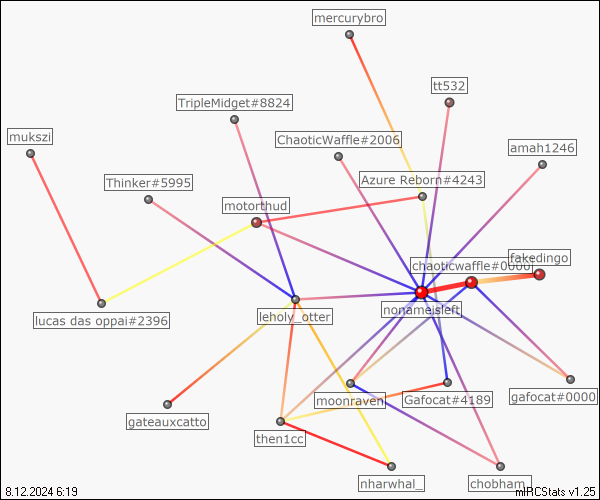 mercurybro
tt532
TripleMidget#8824
mukszi
ChaoticWaffle#2006
amah1246
Thinker#5995
Azure Reborn#4243
motorthud
fakedingo
chaoticwaffle#0000
nonameisleft
leholy_otter
lucas das oppai#2396
moonraven
Gafocat#4189
gafocat#0000
gateauxcatto
then1cc
nharwhal_
chobham_
8.12.2024 6:19
mIRCStats v1.25